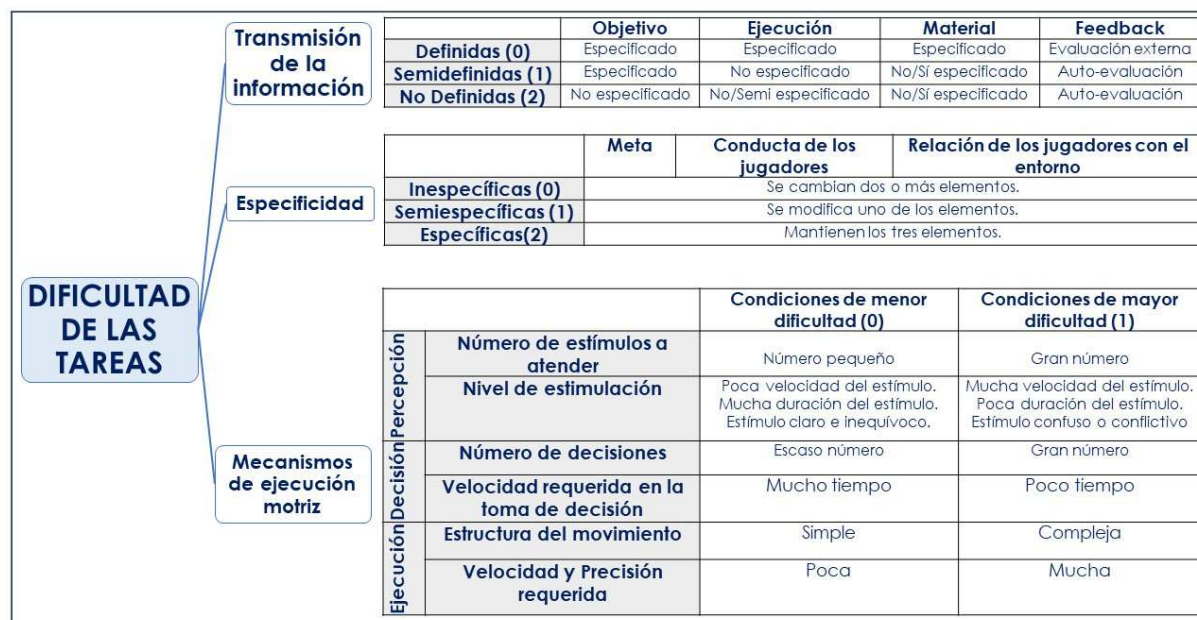 DIFICULTAD
DE LAS
TAREAS
Transmisión
de la
información
Objetivo Ejecución Material Feedback
Definidas (0) Especificado Especificado Especificado Evaluación externa
Semidefinidas (1) Especificado No especificado No/Sí especificado Auto-evaluación
No Definidas (2) No especificado No/Semi especificado No/Sí especificado Auto-evaluación
Especificidad
Meta Conducta de los Relación de los jugadores con el
jugadores entorno
Inespecíficas (0) Se cambian dos o más elementos.
Semiespecíficas (1) Se modifica uno de los elementos.
Específicas(2) Mantienen los tres elementos.
Mecanismos
de ejecución
motriz
Condiciones de menor Condiciones de mayor
dificultad (0) dificultad (1)
Percepción
Número de estímulos a
atender
Número pequeño Gran número
Nivel de estimulación Poca velocidad del estímulo. Mucha velocidad del estímulo.
Mucha duración del estímulo. Poca duración del estímulo.
Estímulo claro e inequívoco. Estímulo confuso o conflictivo
Decisión
Número de decisiones Escaso número Gran número
Velocidad requerida en la Mucho tiempo Poco tiempo
toma de decisión
Ejecución
Estructura del movimiento Simple Compleja
Velocidad y Precisión Poca Mucha
requerida